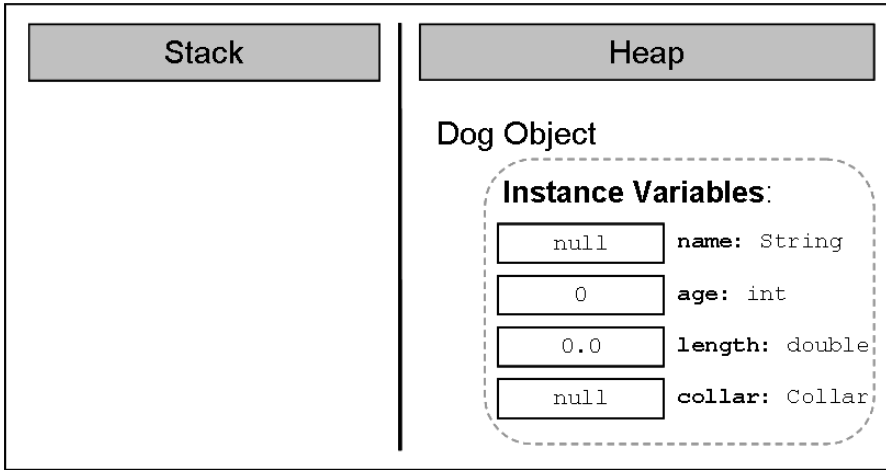 Stack
Heap
Dog Object
Instance Variables:
null name: String
0 age: int
0.0 length: double
null collar: Collar